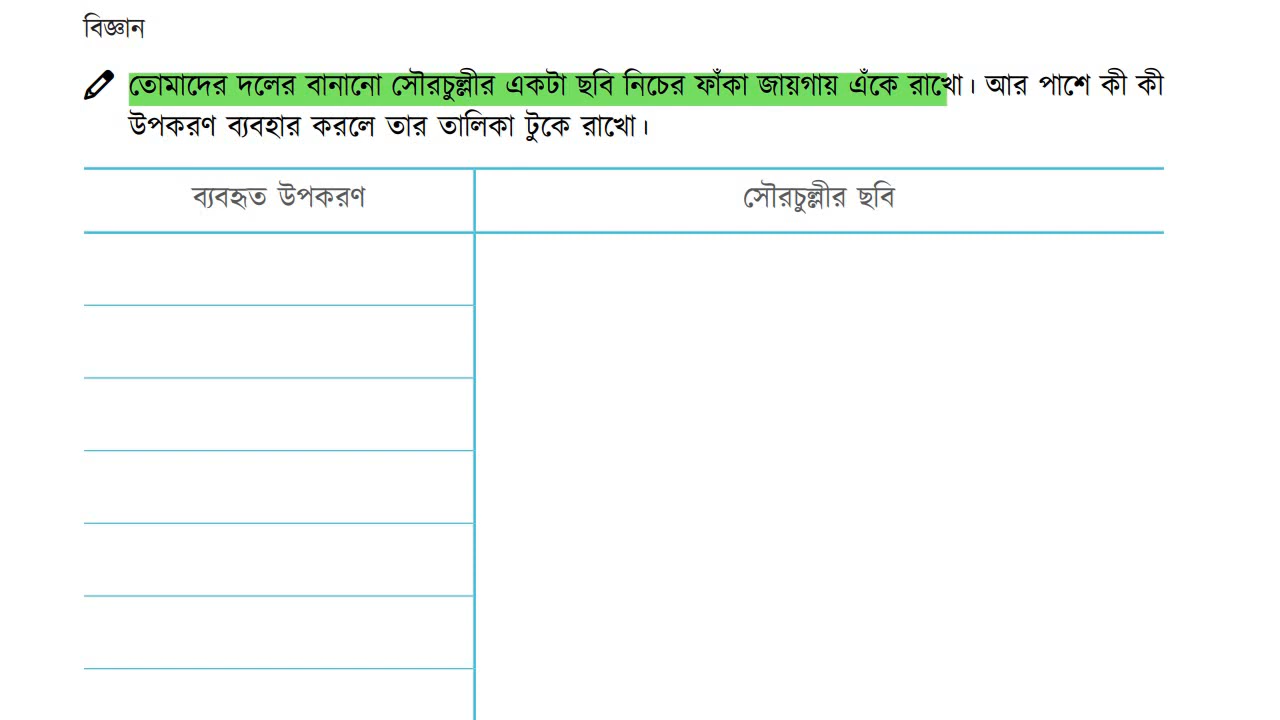 বিজ্ঞান
তোমাদের দলের বানানো সৌরচুল্লীর একটা ছবি নিচের ফাঁকা জায়গায় এঁকে রাখো। আর পাশে কী কী
উপকরণ ব্যবহার করলে তার তালিকা টুকে রাখো।
ব্যবহৃত উপকরণ
সৌরচুল্লীর ছবি